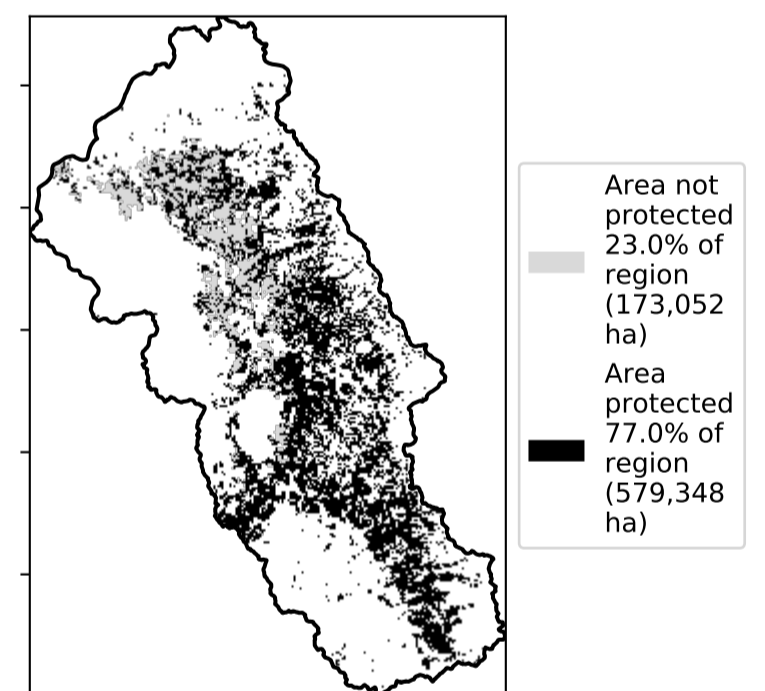 Area not
protected
23.0% of
region
(173,052
ha)
Area
protected
77.0% of
region
(579,348
ha)